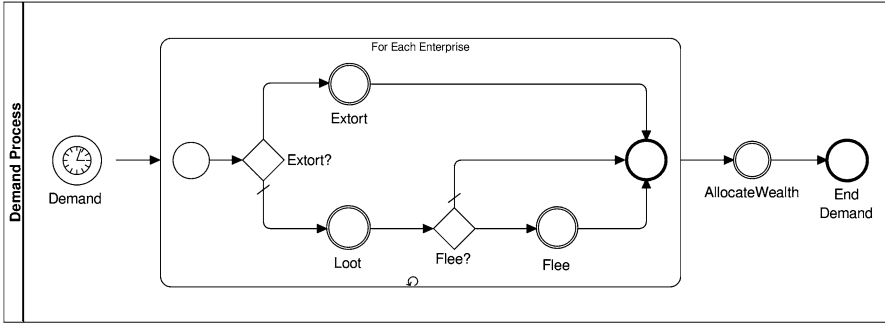 Demand Process
For Each Enterprise
Demand
Extort
Extort?
Loot
Flee?
Flee
AllocateWealth
End
Demand